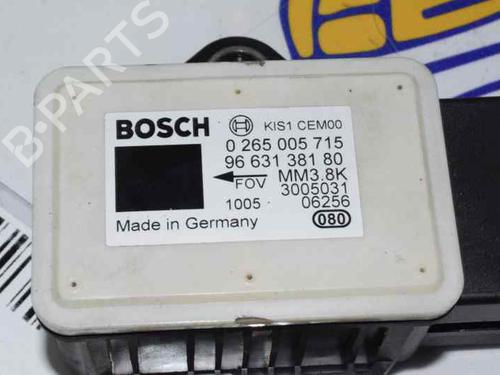 B-PARTS
BOSCH KIS1 CEM00
0 265 005 715
96 631 381 80
MM3.8K
FOV 3005031
1005 06256
Made in Germany 080